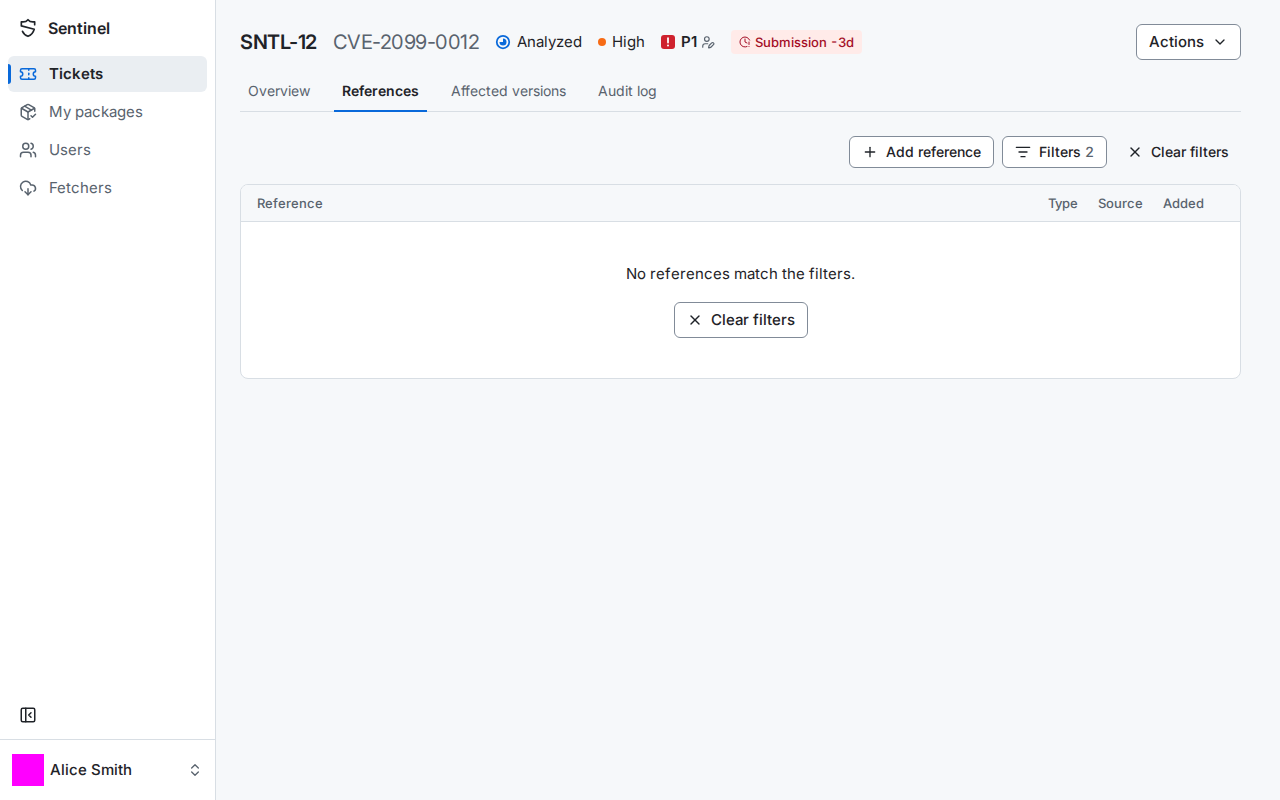 Sentinel
Tickets
My packages
Users
Fetchers
Alice Smith
SNTL-12 CVE-2099-0012 Analyzed High P1 Submission -3d
Actions
Overview References Affected versions Audit log
Add reference Filters 2 Clear filters
Reference Type Source Added
No references match the filters.
Clear filters